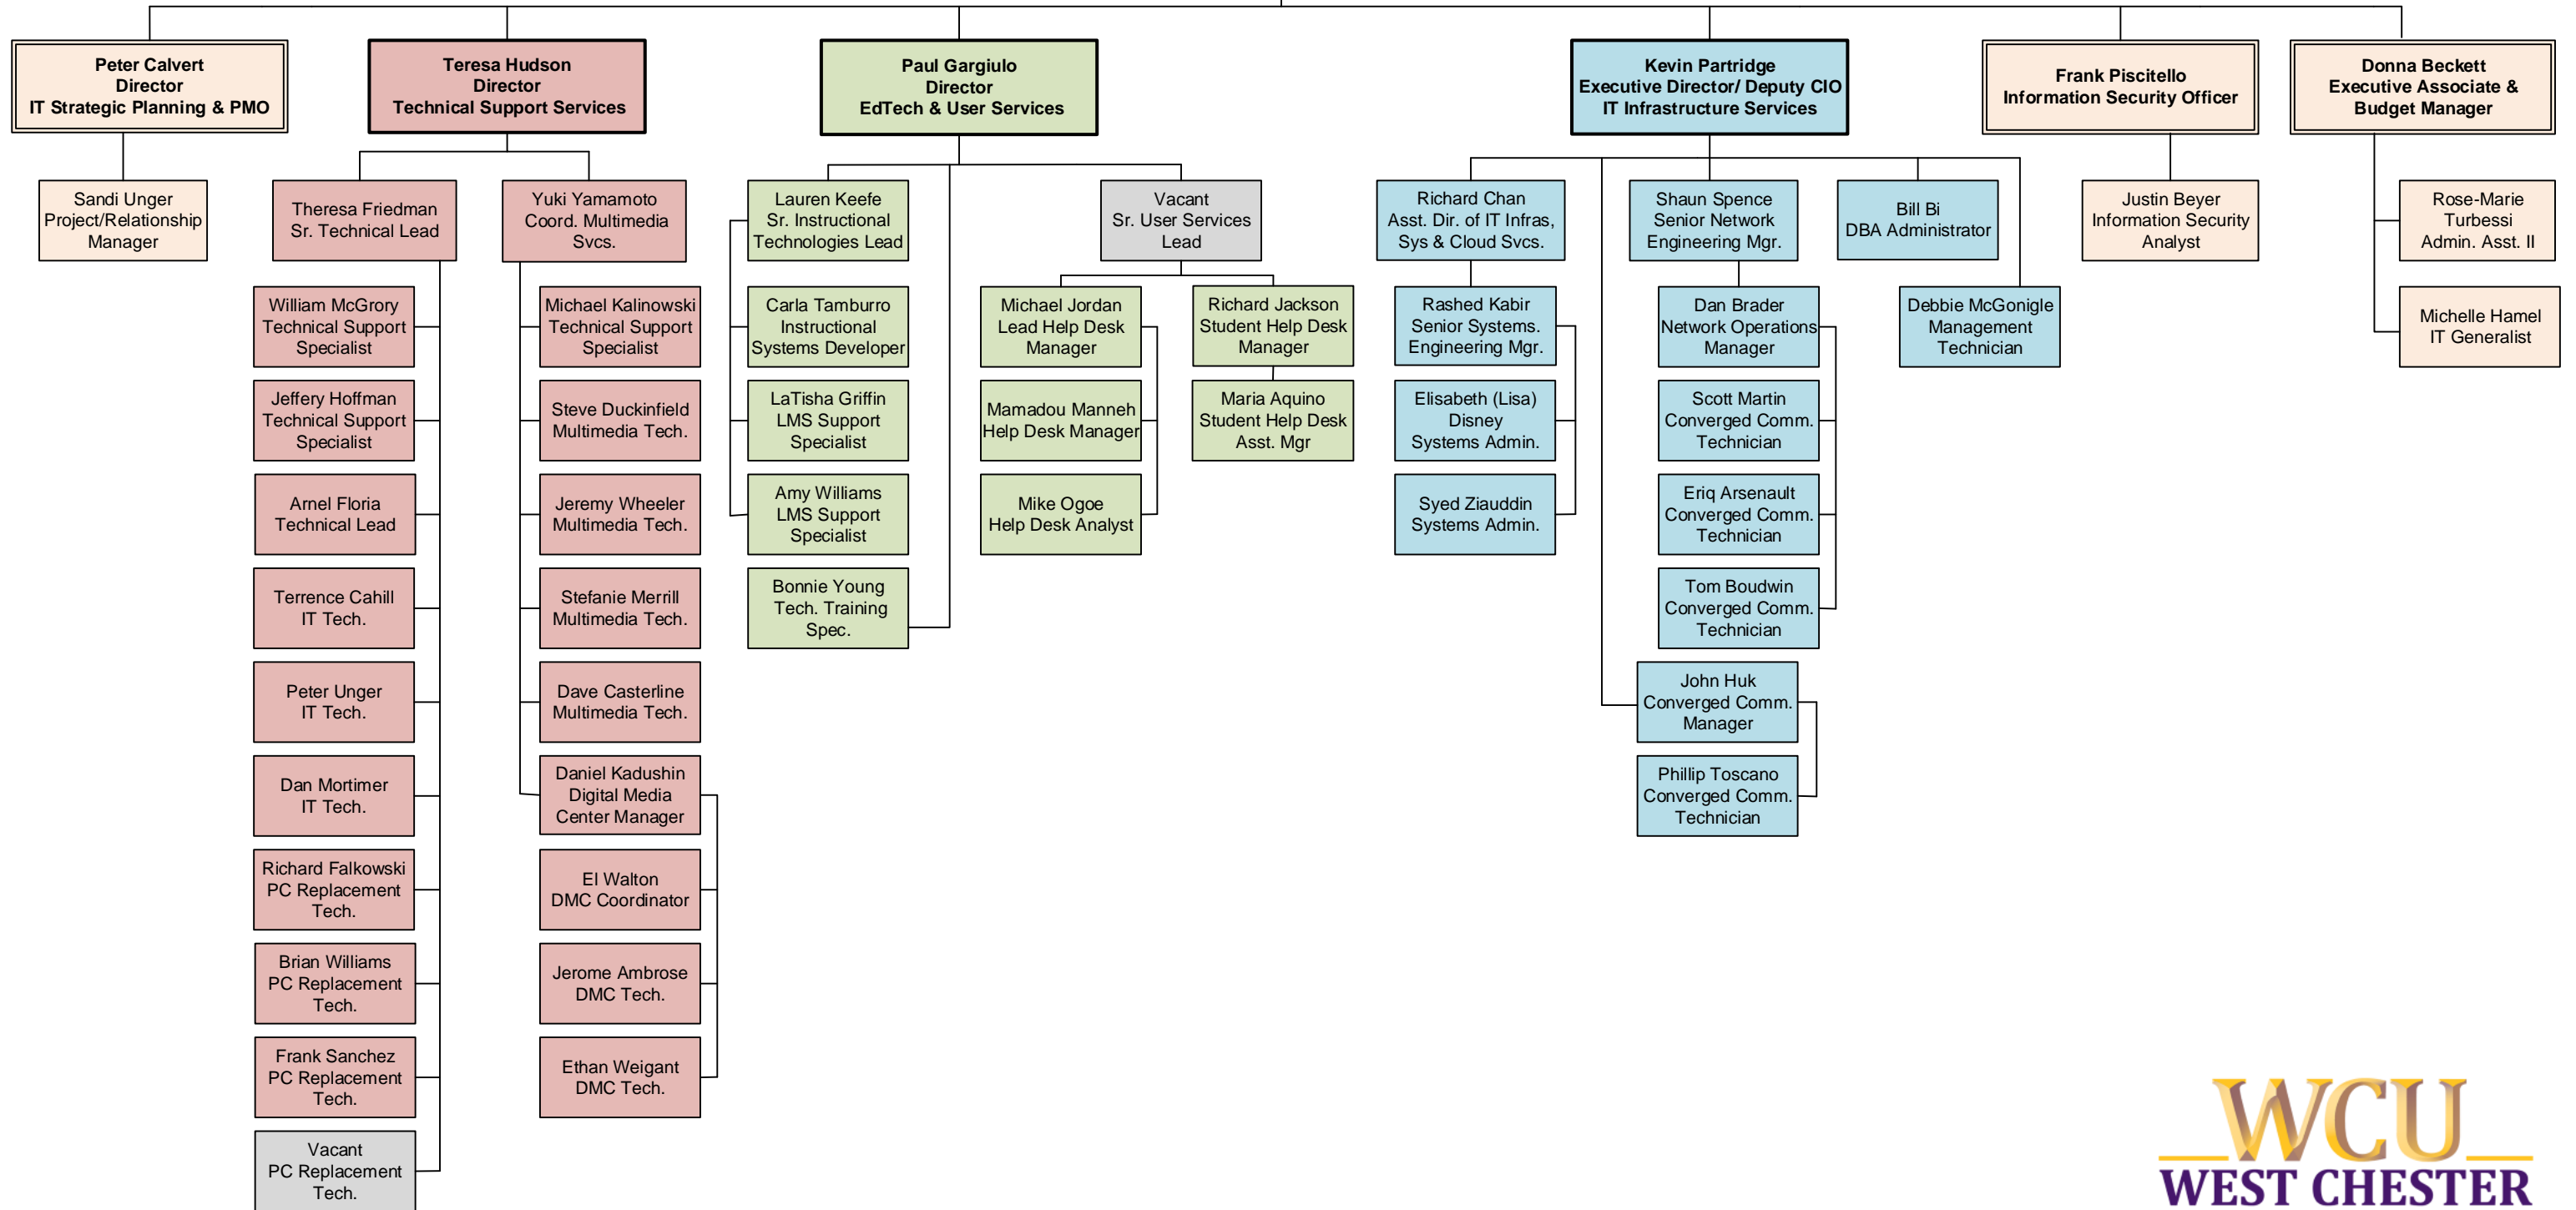 Peter Calvert
Director
IT Strategic Planning & PMO
Teresa Hudson
Director
Technical Support Services
Paul Gargiulo
Director
EdTech & User Services
Kevin Partridge
Executive Director/ Deputy CIO
IT Infrastructure Services
Frank Piscitello
Information Security Officer
Donna Beckett
Executive Associate &
Budget Manager
Sandi Unger
Project/Relationship
Manager
Theresa Friedman
Sr. Technical Lead
Yuki Yamamoto
Coord. Multimedia
Svcs.
Lauren Keefe
Sr. Instructional
Technologies Lead
Vacant
Sr. User Services
Lead
Richard Chan
Asst. Dir. of IT Infras,
Sys & Cloud Svcs.
Shaun Spence
Senior Network
Engineering Mgr.
Bill Bi
DBA Administrator
Justin Beyer
Information Security
Analyst
Rose-Marie
Turbessi
Admin. Asst. II
William McGrory
Technical Support
Specialist
Michael Kalinowski
Technical Support
Specialist
Carla Tamburro
Instructional
Systems Developer
Michael Jordan
Lead Help Desk
Manager
Richard Jackson
Student Help Desk
Manager
Rashed Kabir
Senior Systems.
Engineering Mgr.
Dan Brader
Network Operations
Manager
Debbie McGonigle
Management
Technician
Michelle Hamel
IT Generalist
Jeffery Hoffman
Technical Support
Specialist
Steve Duckinfield
Multimedia Tech.
LaTisha Griffin
LMS Support
Specialist
Mamadou Manneh
Help Desk Manager
Maria Aquino
Student Help Desk
Asst. Mgr
Elisabeth (Lisa)
Disney
Systems Admin.
Scott Martin
Converged Comm.
Technician
Arnel Floria
Technical Lead
Jeremy Wheeler
Multimedia Tech.
Amy Williams
LMS Support
Specialist
Mike Ogoe
Help Desk Analyst
Syed Ziauddin
Systems Admin.
Eriq Arsenault
Converged Comm.
Technician
Terrence Cahill
IT Tech.
Stefanie Merrill
Multimedia Tech.
Bonnie Young
Tech. Training
Spec.
Tom Boudwin
Converged Comm.
Technician
Peter Unger
IT Tech.
Dave Casterline
Multimedia Tech.
John Huk
Converged Comm.
Manager
Dan Mortimer
IT Tech.
Daniel Kadushin
Digital Media
Center Manager
Phillip Toscano
Converged Comm.
Technician
Richard Falkowski
PC Replacement
Tech.
El Walton
DMC Coordinator
Brian Williams
PC Replacement
Tech.
Jerome Ambrose
DMC Tech.
Frank Sanchez
PC Replacement
Tech.
Ethan Weigant
DMC Tech.
Vacant
PC Replacement
Tech.
WCU
WEST CHESTER